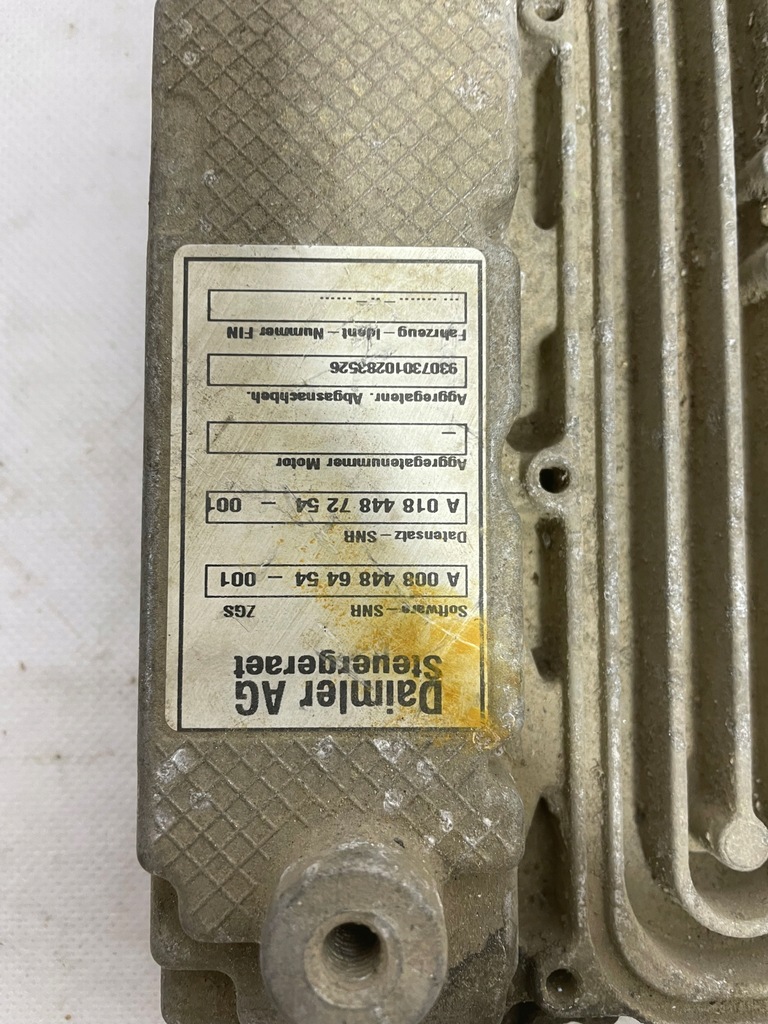 Daimler AG
Steuergeraet
Software – SNR ZGS
A 008 448 64 54 – 001
Datensatz – SNR
A 018 448 72 54 – 001
Aggregatenummer Motor
–
Aggregatenr. Abgasnachbeh.
93073010283526
Fahrzeug – Ident – Nummer FIN